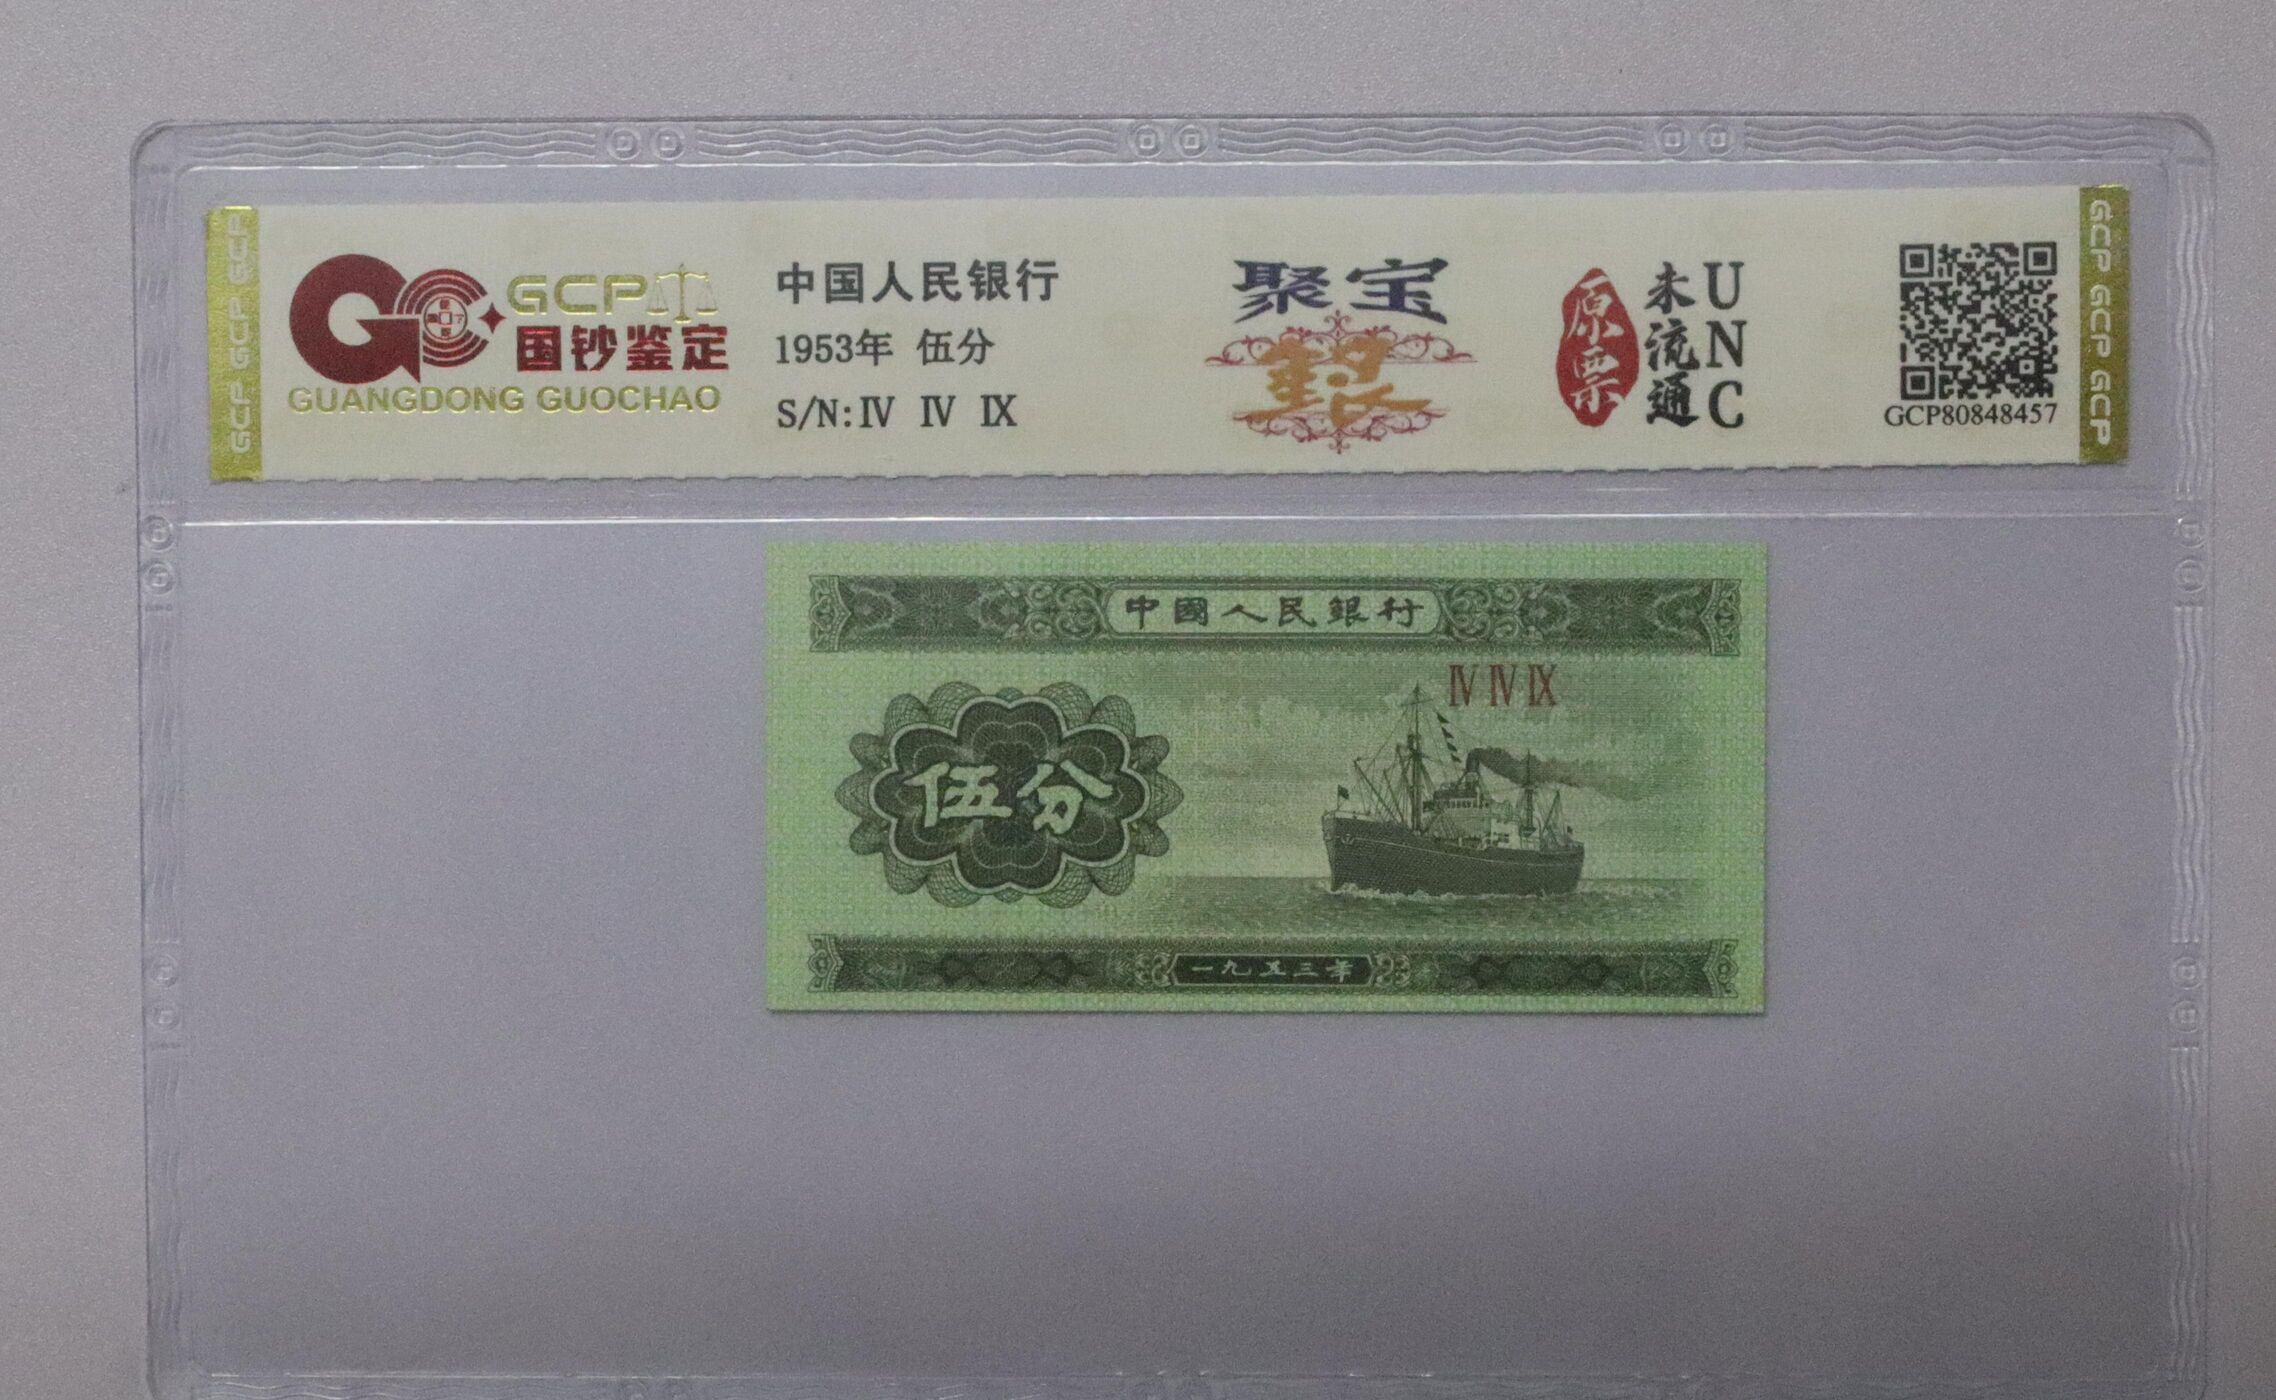 GCP
国钞鉴定
GUANGDONG GUOCHAO
中国人民银行
1953年 伍分
S/N: Ⅳ Ⅳ Ⅸ
聚宝
原票
未流通
UNC
GCP80848457
GCP GCP GCP
GCP GCP GCP
中國人民銀行
Ⅳ Ⅳ Ⅸ
伍分
一九五三年